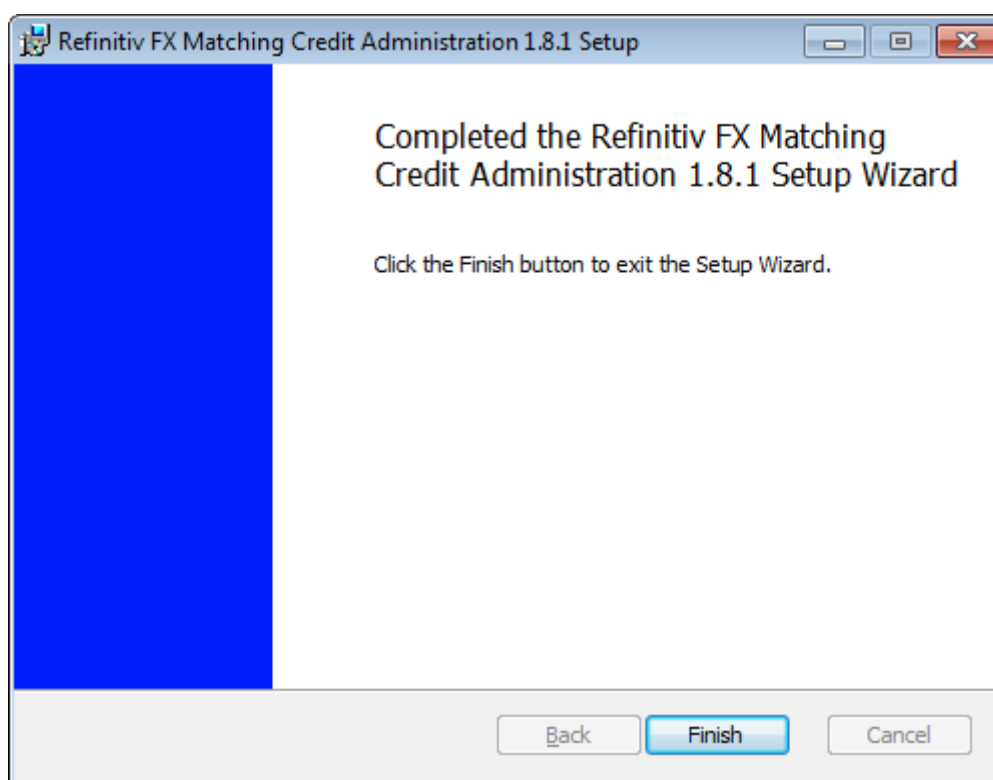 Refinitiv FX Matching Credit Administration 1.8.1 Setup
Completed the Refinitiv FX Matching
Credit Administration 1.8.1 Setup Wizard
Click the Finish button to exit the Setup Wizard.
Back
Finish
Cancel